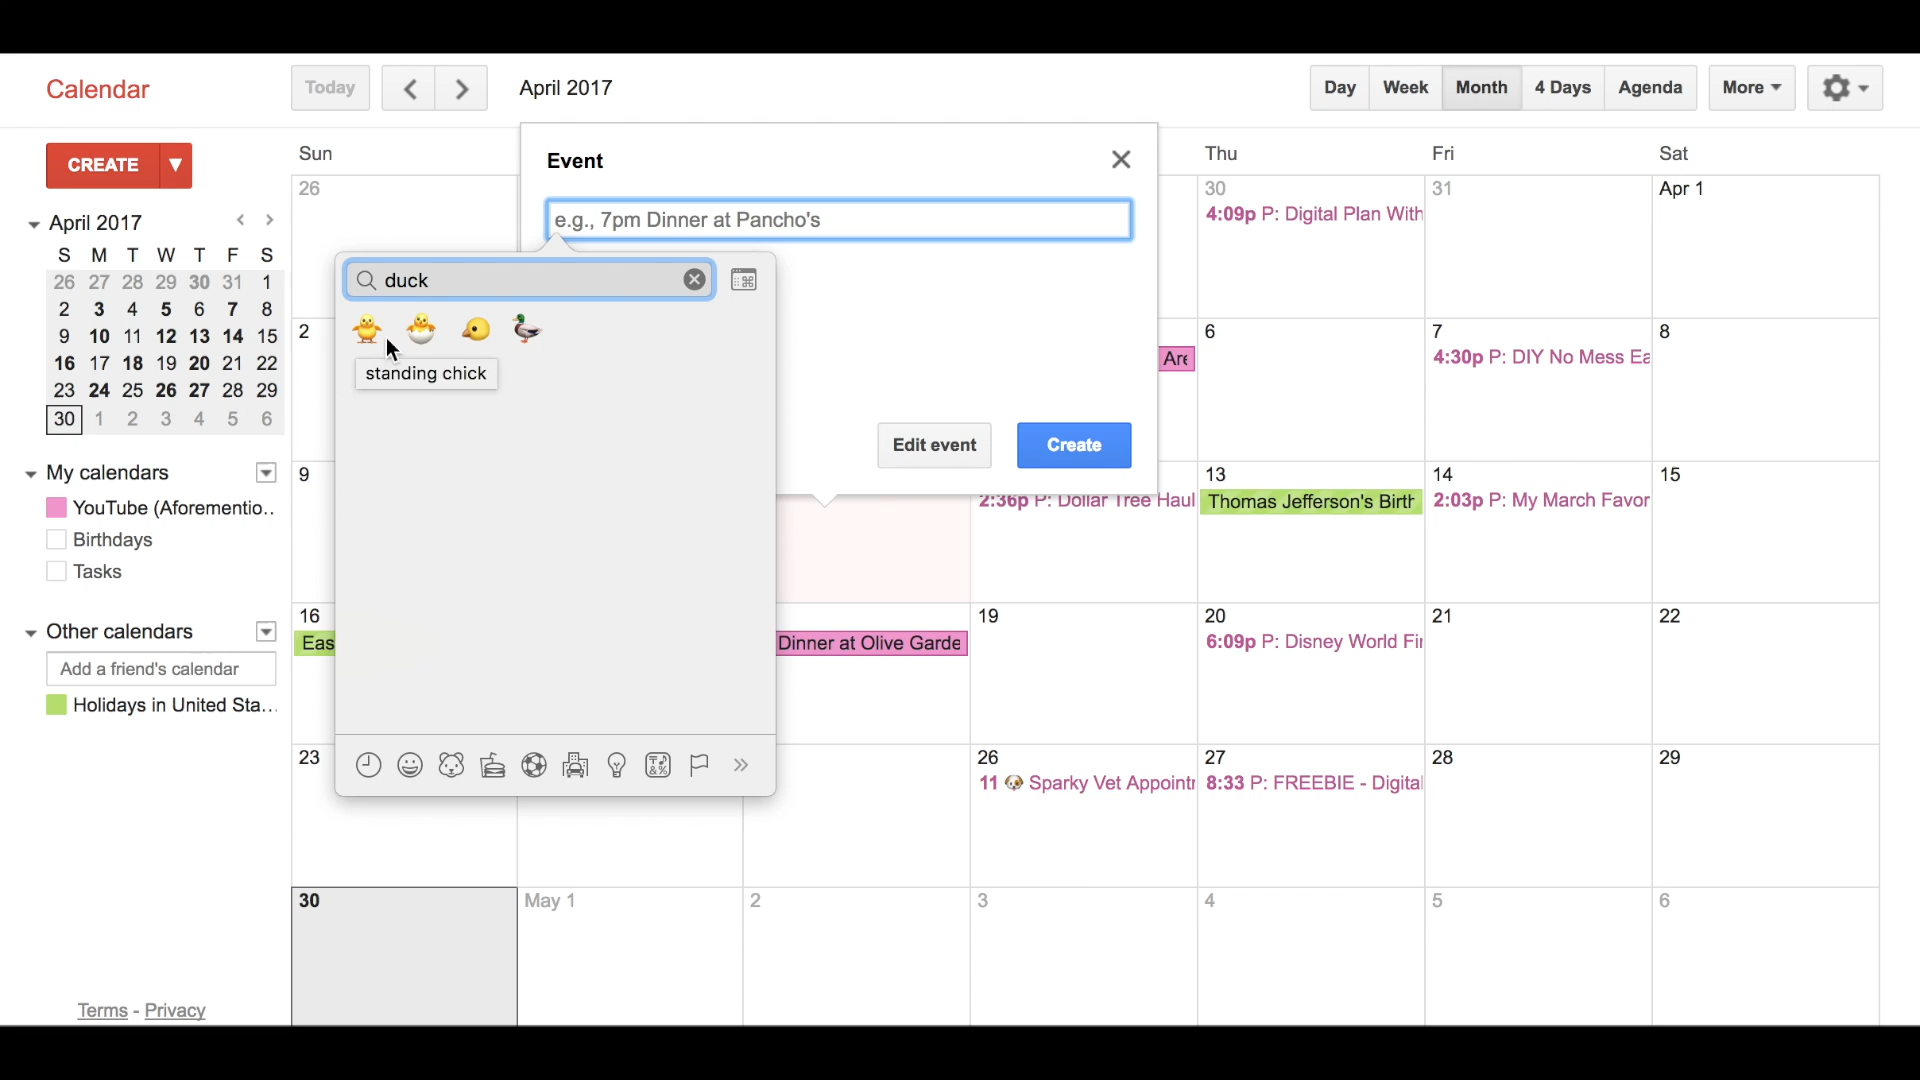 Calendar
Today
April 2017
Day Week Month 4 Days Agenda More
CREATE
April 2017
S M T W T F S
26 27 28 29 30 31 1
2 3 4 5 6 7 8
9 10 11 12 13 14 15
16 17 18 19 20 21 22
23 24 25 26 27 28 29
30 1 2 3 4 5 6
My calendars
YouTube (Aforementio...
Birthdays
Tasks
Other calendars
Add a friend's calendar
Holidays in United Sta...
Terms - Privacy
Event
e.g., 7pm Dinner at Pancho's
duck
standing chick
Edit event Create
Sun Thu Fri Sat
26 30 31 Apr 1
4:09p P: Digital Plan With
2 6 7 8
Are 4:30p P: DIY No Mess Ea
9 13 14 15
2:36p P: Dollar Tree Haul Thomas Jefferson's Birth 2:03p P: My March Favor
16 19 20 21 22
Eas Dinner at Olive Garde 6:09p P: Disney World Fir
23 26 27 28 29
11 🐶 Sparky Vet Appointr 8:33 P: FREEBIE - Digital
30 May 1 2 3 4 5 6